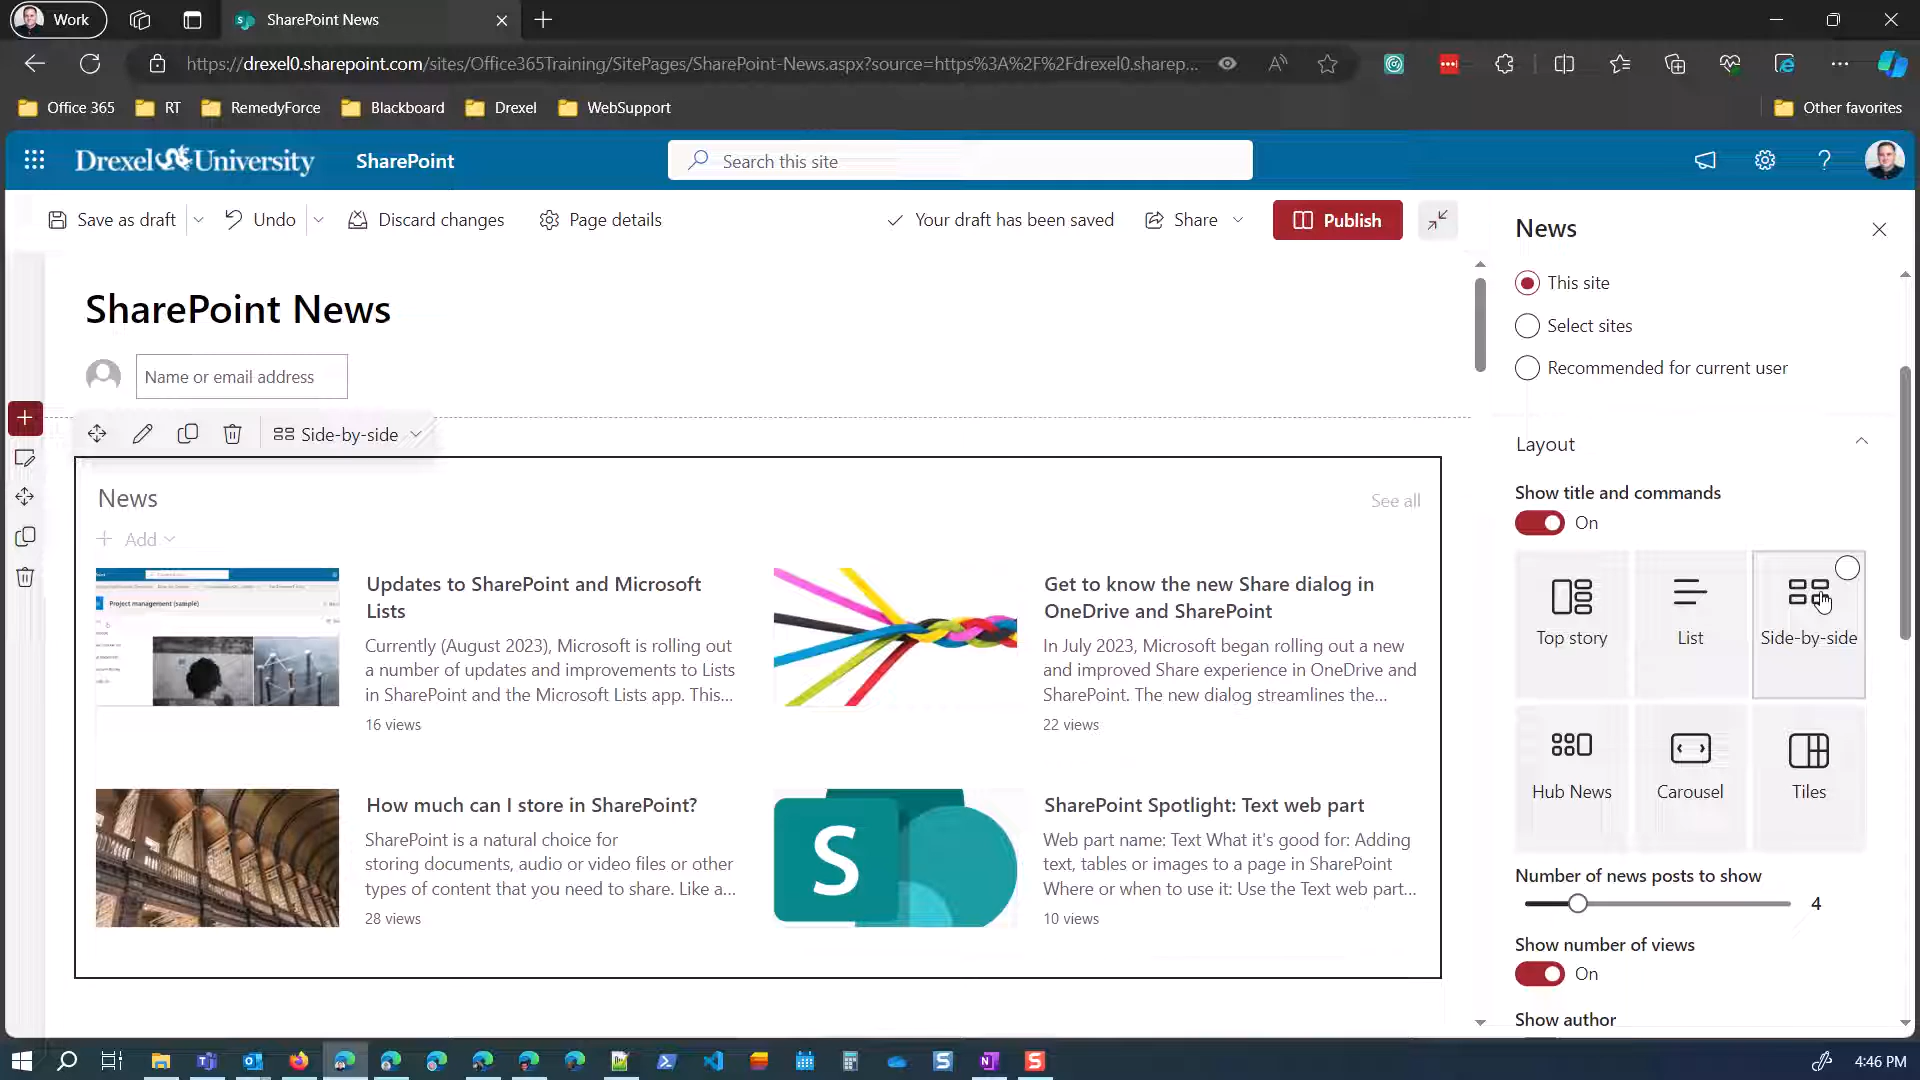 Work
SharePoint News
https://drexel0.sharepoint.com/sites/Office365Training/SitePages/SharePoint-News.aspx?source=https%3A%2F%2Fdrexel0.sharep...
Office 365
RT
RemedyForce
Blackboard
Drexel
WebSupport
Other favorites
Drexel University
SharePoint
Search this site
Save as draft
Undo
Discard changes
Page details
Your draft has been saved
Share
Publish
SharePoint News
Name or email address
Side-by-side
News
See all
Add
Project management (sample)
Updates to SharePoint and Microsoft
Lists
Currently (August 2023), Microsoft is rolling out
a number of updates and improvements to Lists
in SharePoint and the Microsoft Lists app. This...
16 views
Get to know the new Share dialog in
OneDrive and SharePoint
In July 2023, Microsoft began rolling out a new
and improved Share experience in OneDrive and
SharePoint. The new dialog streamlines the...
22 views
How much can I store in SharePoint?
SharePoint is a natural choice for
storing documents, audio or video files or other
types of content that you need to share. Like a...
28 views
S
SharePoint Spotlight: Text web part
Web part name: Text What it's good for: Adding
text, tables or images to a page in SharePoint
Where or when to use it: Use the Text web part...
10 views
News
This site
Select sites
Recommended for current user
Layout
Show title and commands
On
Top story
List
Side-by-side
Hub News
Carousel
Tiles
Number of news posts to show
4
Show number of views
On
Show author
4:46 PM